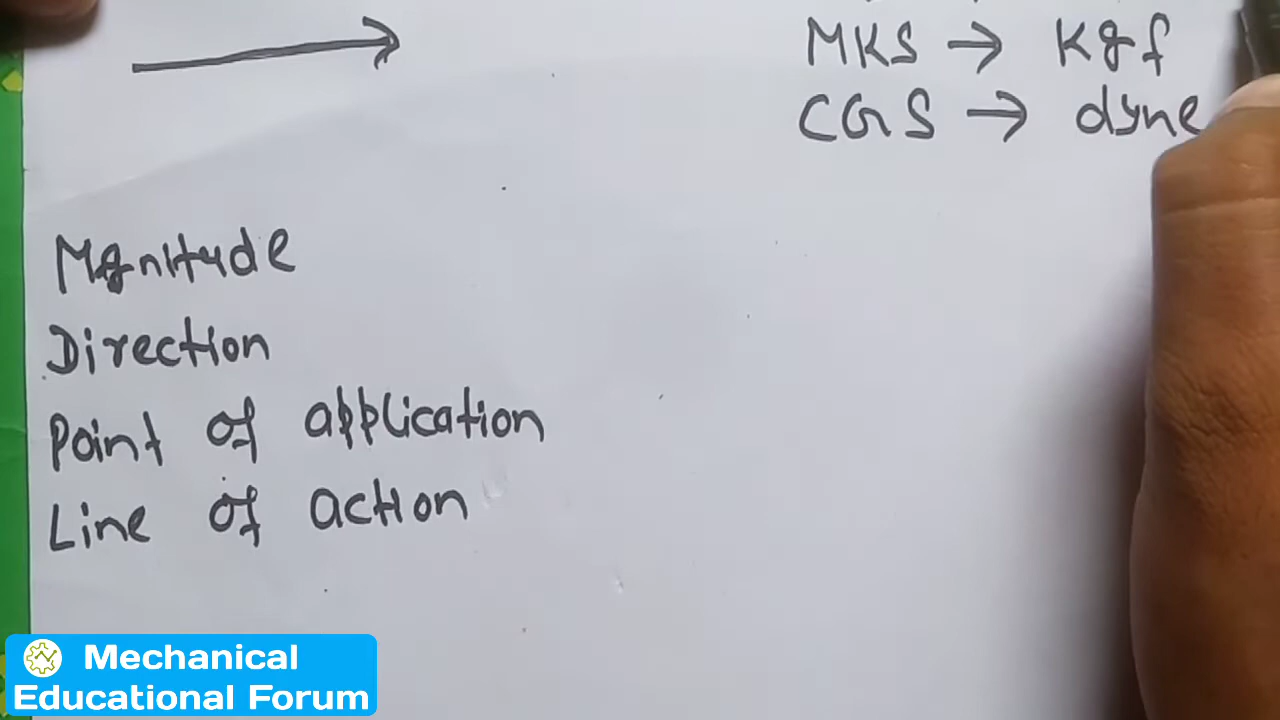 MKS → Kgf
CGS → dyne
Mgnitude
Direction
Point of application
Line of action
Mechanical
Educational Forum